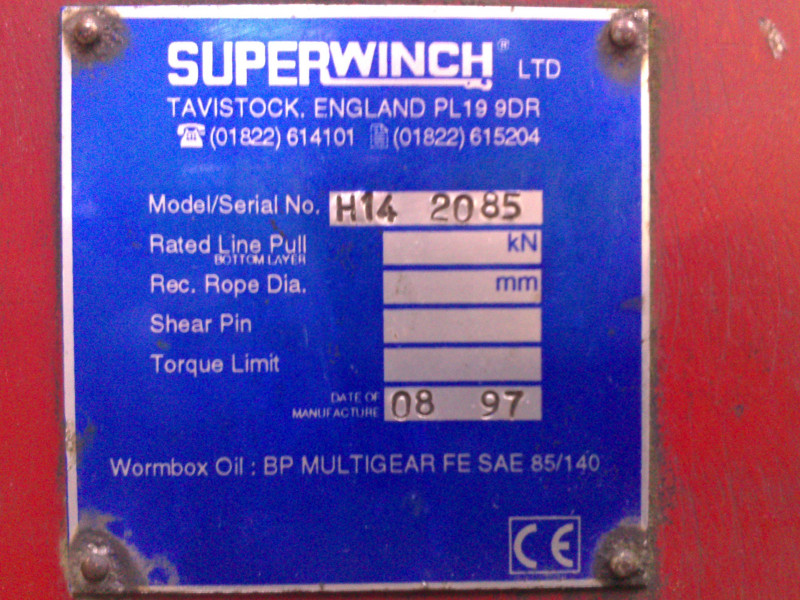 SUPERWINCH® LTD
TAVISTOCK, ENGLAND PL19 9DR
(01822) 614101 (01822) 615204
Model/Serial No. H14 2085
Rated Line Pull kN
BOTTOM LAYER
Rec. Rope Dia. mm
Shear Pin
Torque Limit
DATE OF
MANUFACTURE 08 97
Wormbox Oil : BP MULTIGEAR FE SAE 85/140
CE